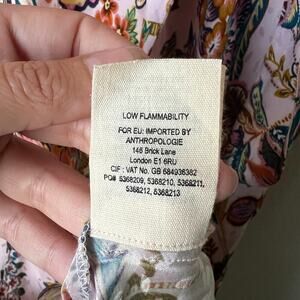 LOW FLAMMABILITY
FOR EU: IMPORTED BY
ANTHROPOLOGIE
146 Brick Lane
London E1 6RU
CIF : VAT No. GB 684936382
PO# 5368209, 5368210, 5368211,
5368212, 5368213